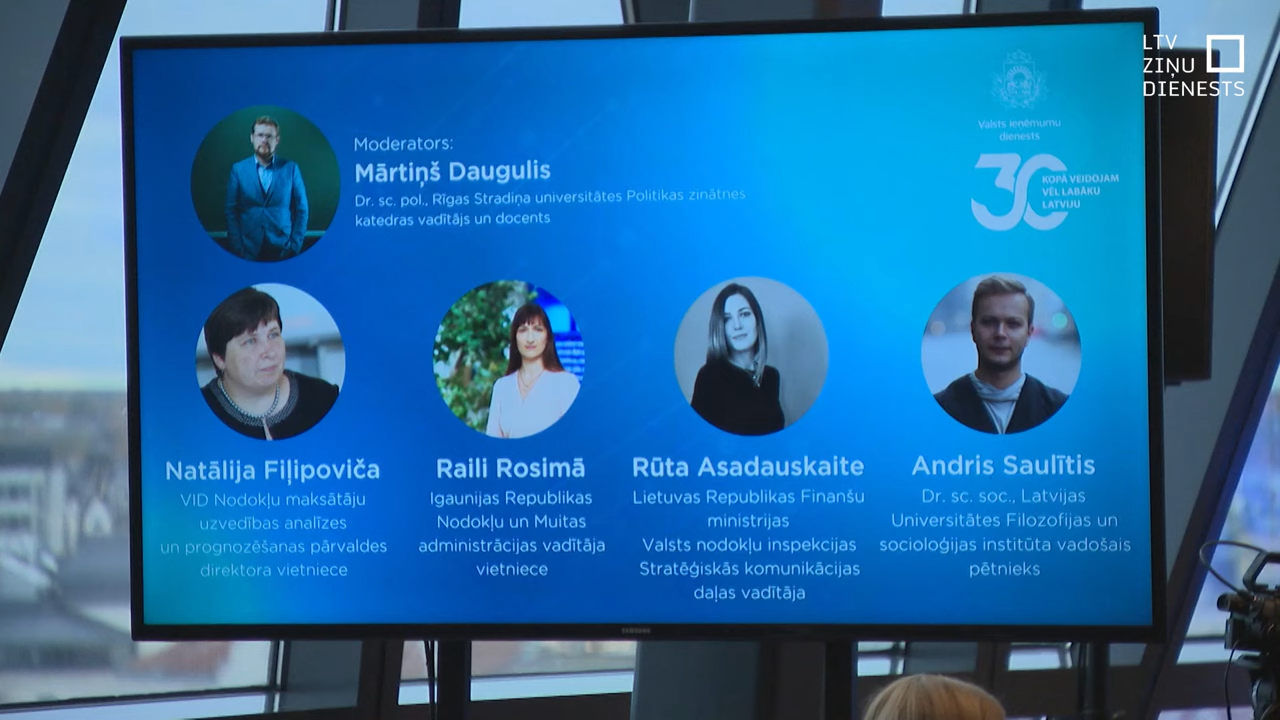 LTV
ZIŅU
DIENESTS
Valsts ieņēmumu
dienests
30
KOPĀ VEIDOJAM
VĒL LABĀKU
LATVIJU
Moderators:
Mārtiņš Daugulis
Dr. sc. pol., Rīgas Stradiņa universitātes Politikas zinātnes
katedras vadītājs un docents
Natālija Fiļipoviča
VID Nodokļu maksātāju
uzvedības analīzes
un prognozēšanas pārvaldes
direktora vietniece
Raili Rosimā
Igaunijas Republikas
Nodokļu un Muitas
administrācijas vadītāja
vietniece
Rūta Asadauskaite
Lietuvas Republikas Finanšu
ministrijas
Valsts nodokļu inspekcijas
Stratēģiskās komunikācijas
daļas vadītāja
Andris Saulītis
Dr. sc. soc., Latvijas
Universitātes Filozofijas un
socioloģijas institūta vadošais
pētnieks
SAMSUNG